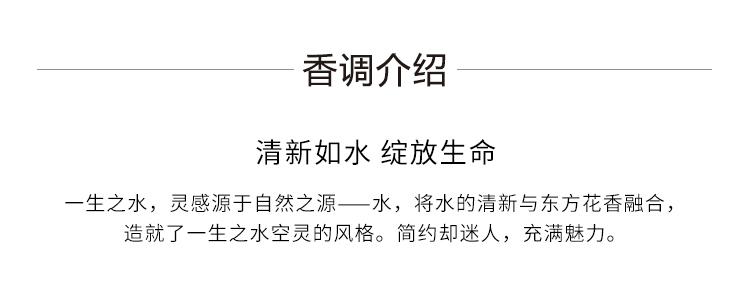 香调介绍
清新如水 绽放生命
一生之水，灵感源于自然之源——水，将水的清新与东方花香融合，
造就了一生之水空灵的风格。简约却迷人，充满魅力。